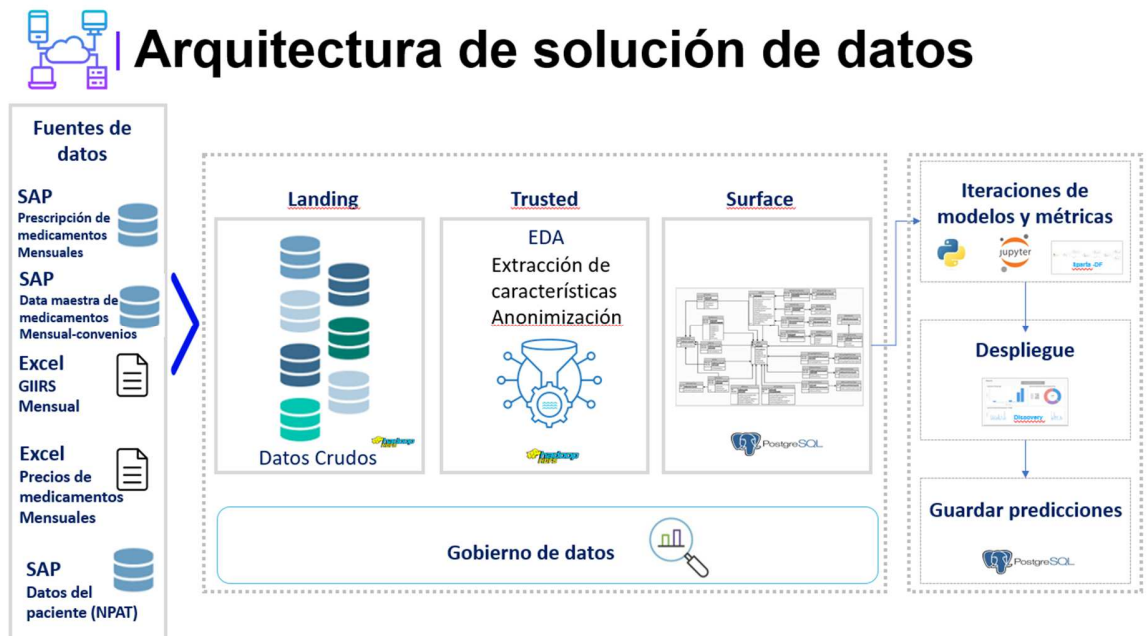 Arquitectura de solución de datos
Fuentes de
datos
SAP
Prescripción de
medicamentos
Mensuales
SAP
Data maestra de
medicamentos
Mensual-convenios
Excel
GIIRS
Mensual
Excel
Precios de
medicamentos
Mensuales
SAP
Datos del
paciente (NPAT)
Landing
Datos Crudos
hadoop
Trusted
EDA
Extracción de
características
Anonimización
hadoop
Surface
PostgreSQL
Gobierno de datos
Iteraciones de
modelos y métricas
jupyter
Despliegue
Guardar predicciones
PostgreSQL